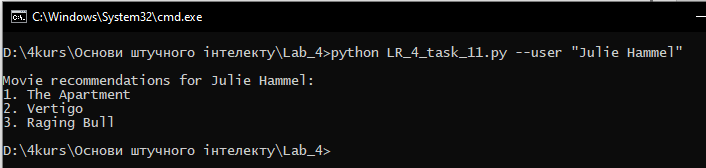 C:\Windows\System32\cmd.exe
D:\4kurs\Основи штучного інтелекту\Lab_4>python LR_4_task_11.py --user "Julie Hammel"
Movie recommendations for Julie Hammel:
1. The Apartment
2. Vertigo
3. Raging Bull
D:\4kurs\Основи штучного інтелекту\Lab_4>